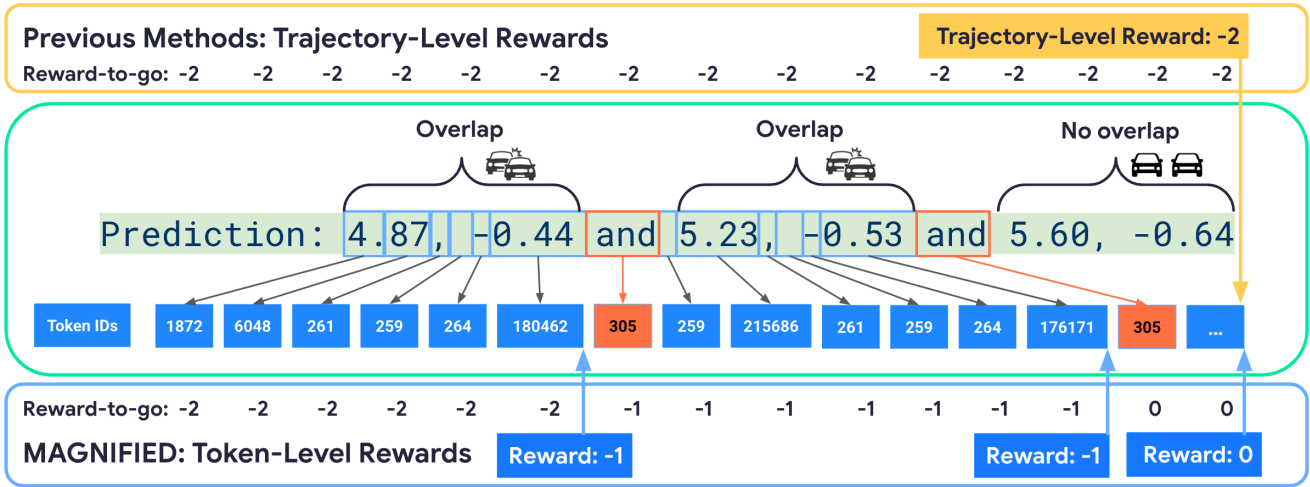 Previous Methods: Trajectory-Level Rewards
Trajectory-Level Reward: -2
Reward-to-go: -2 -2 -2 -2 -2 -2 -2 -2 -2 -2 -2 -2 -2 -2 -2
Overlap Overlap No overlap
Prediction: 4.87, -0.44 and 5.23, -0.53 and 5.60, -0.64
Token IDs 1872 6048 261 259 264 180462 305 259 215686 261 259 264 176171 305 ...
Reward-to-go: -2 -2 -2 -2 -2 -2 -1 -1 -1 -1 -1 -1 -1 0 0
MAGNIFIED: Token-Level Rewards Reward: -1 Reward: -1 Reward: 0